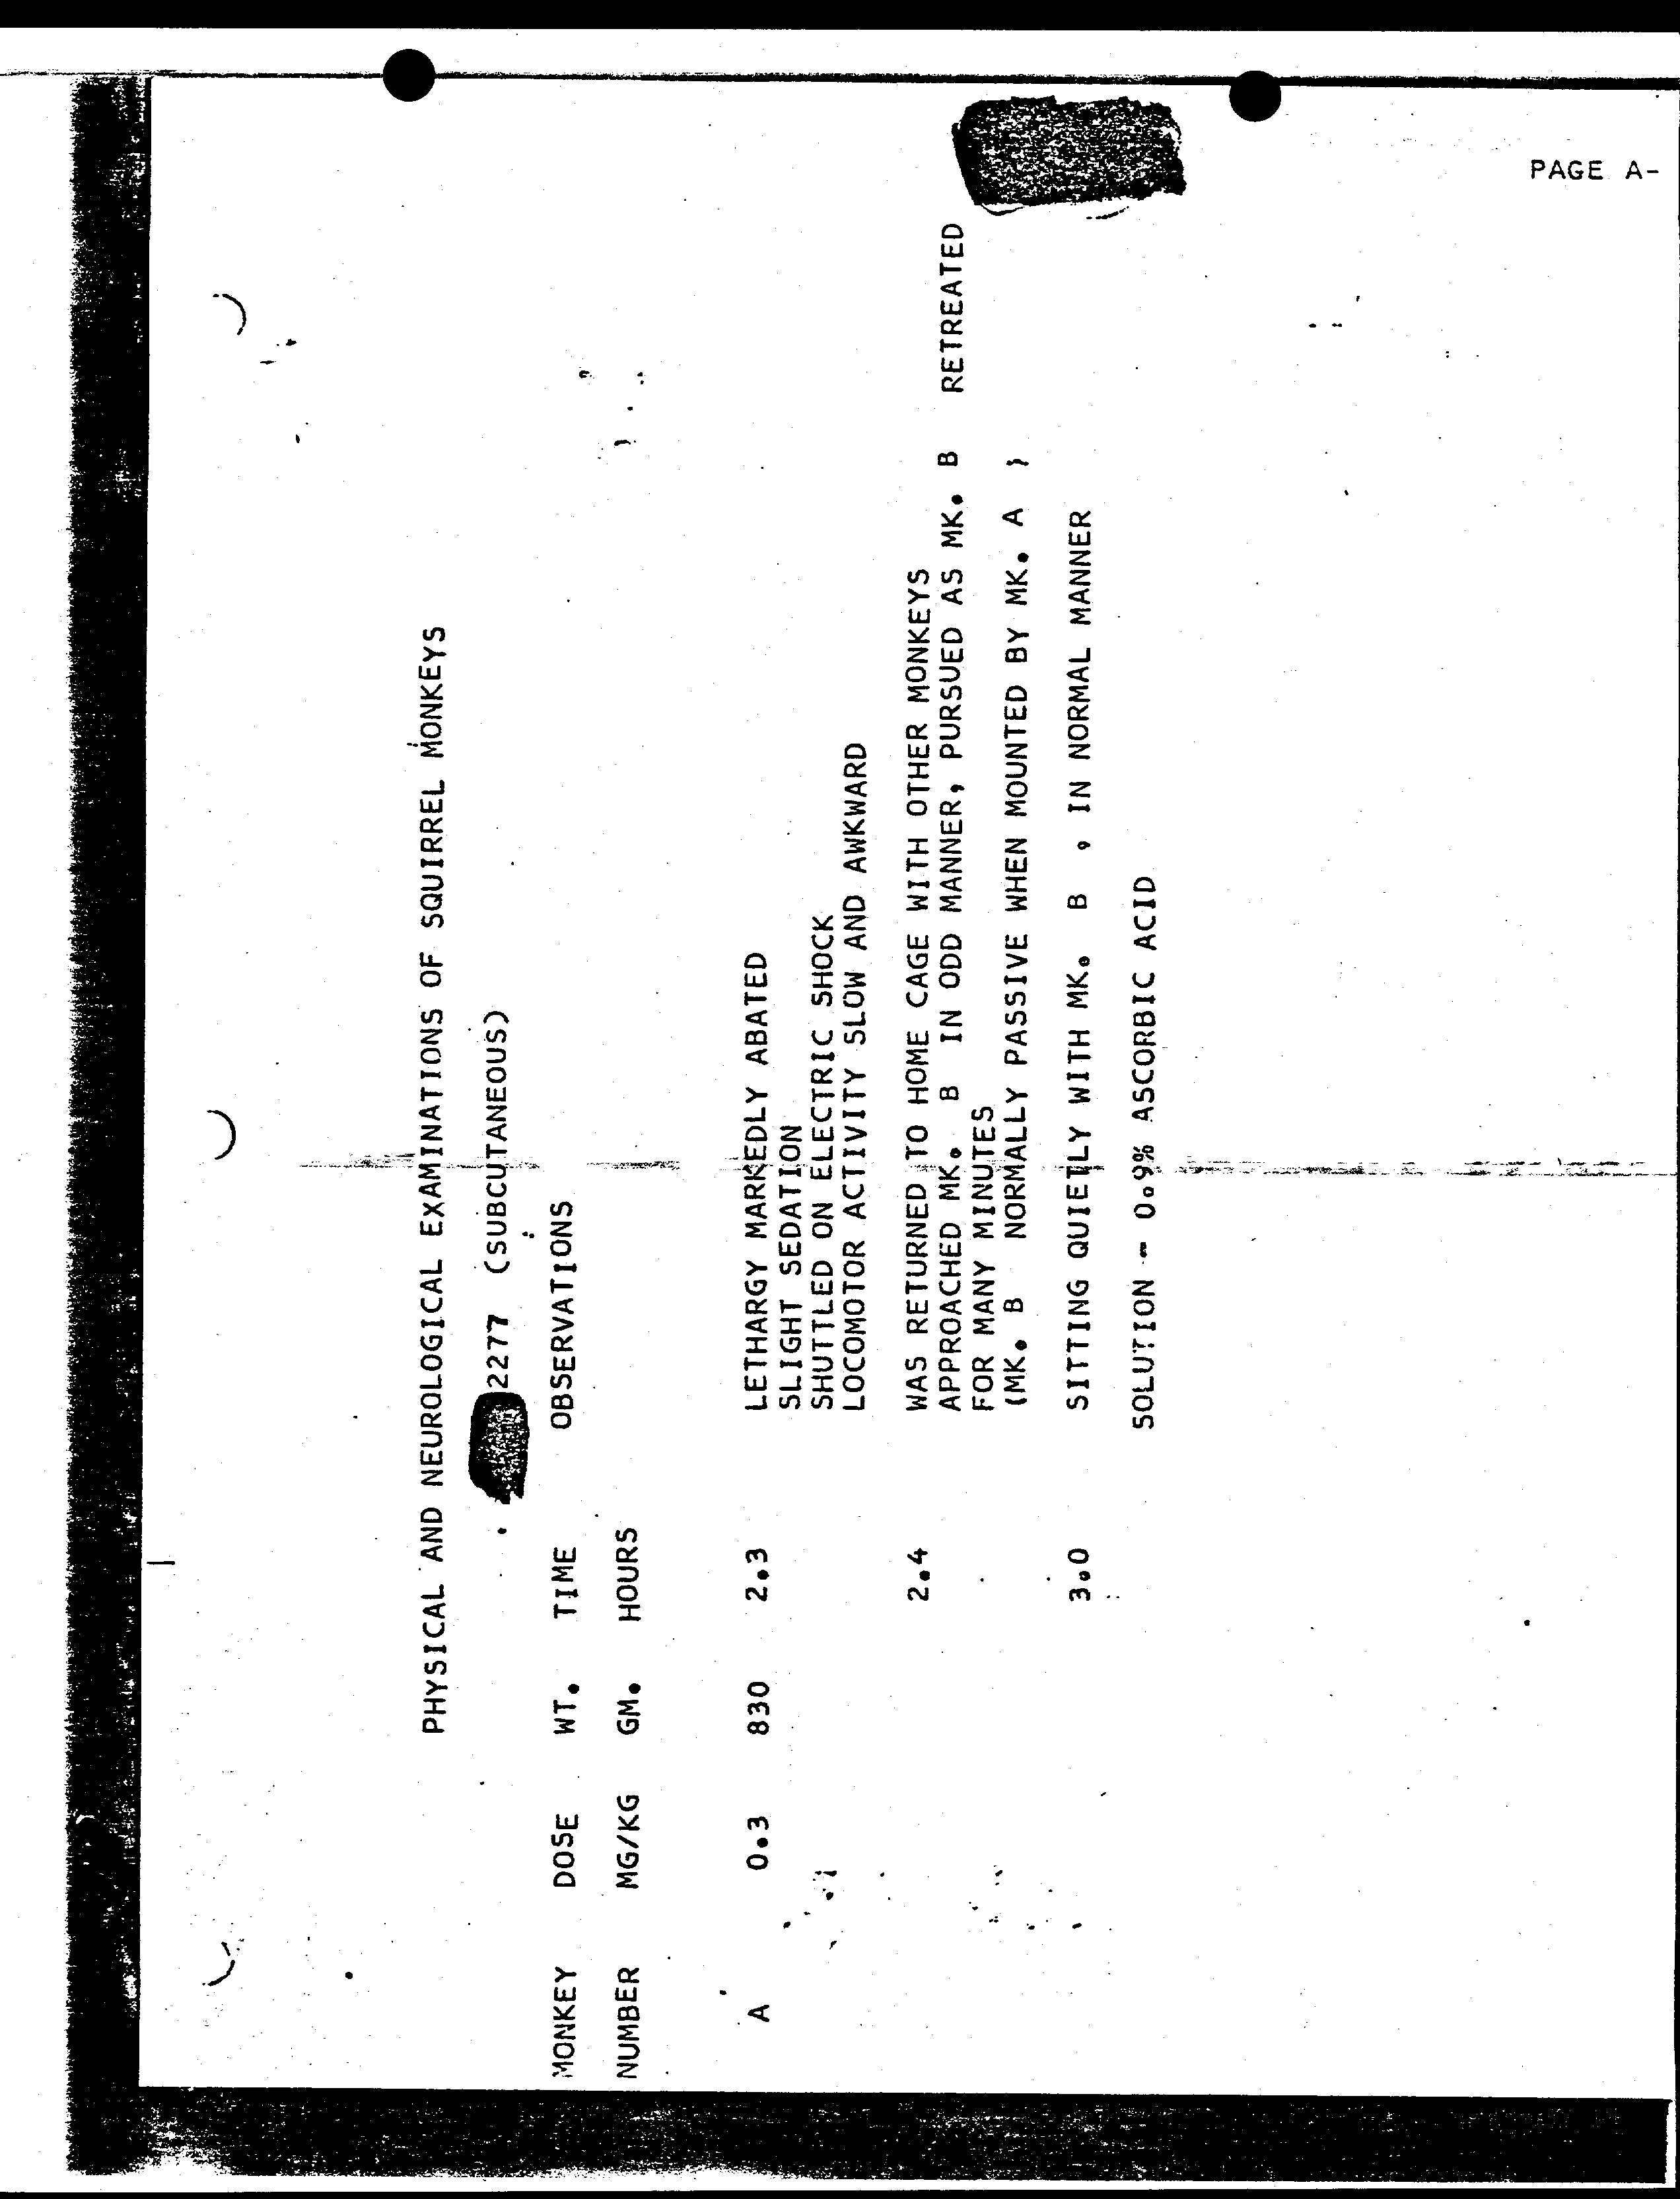 PAGE A-
PHYSICAL AND NEUROLOGICAL EXAMINATIONS OF SQUIRREL MONKEYS
2277 (SUBCUTANEOUS)
MONKEY DOSE WT. TIME OBSERVATIONS
NUMBER MG/KG GM. HOURS
A 0.3 830 2.3 LETHARGY MARKEDLY ABATED
SLIGHT SEDATION
SHUTTLED ON ELECTRIC SHOCK
LOCOMOTOR ACTIVITY SLOW AND AWKWARD
2.4 WAS RETURNED TO HOME CAGE WITH OTHER MONKEYS
APPROACHED MK. B IN ODD MANNER, PURSUED AS MK. B RETREATED
FOR MANY MINUTES
(MK. B NORMALLY PASSIVE WHEN MOUNTED BY MK. A )
3.0 SITTING QUIETLY WITH MK. B , IN NORMAL MANNER
SOLUTION - 0.9% ASCORBIC ACID